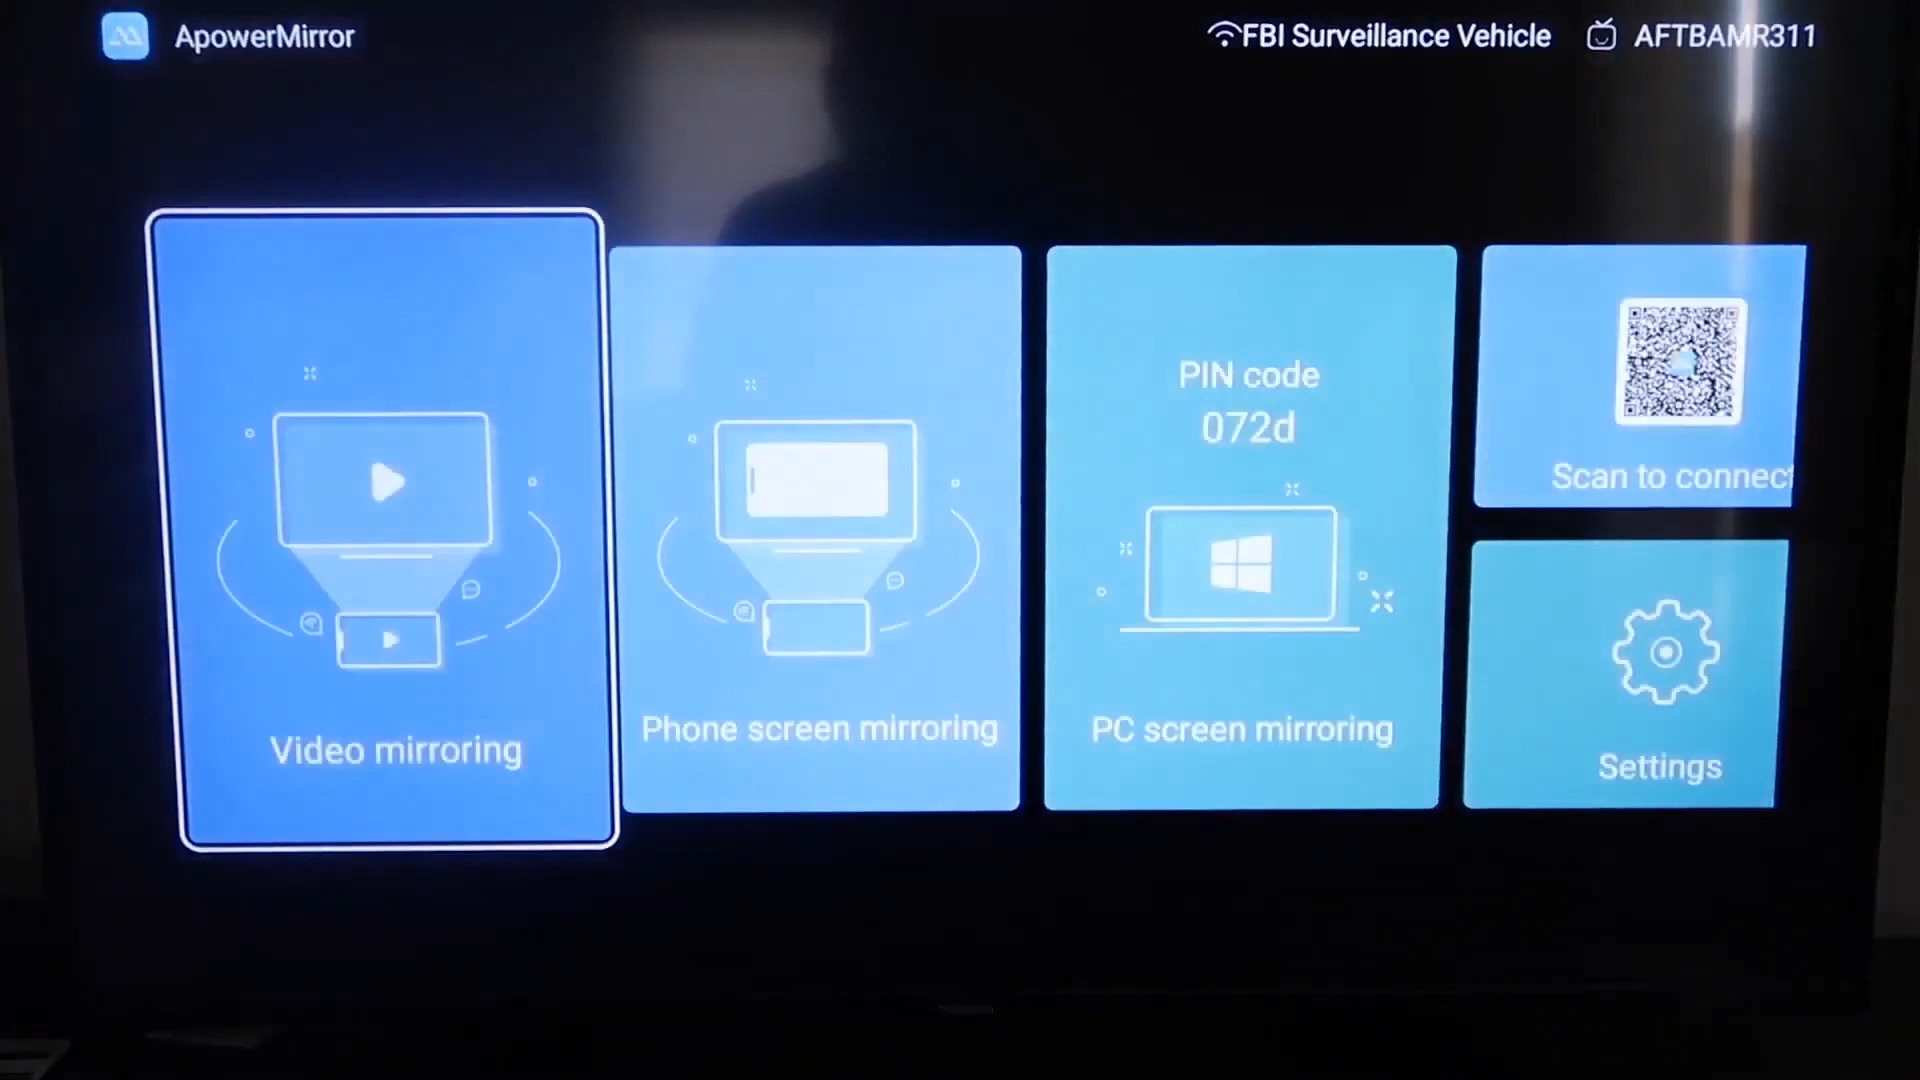 ApowerMirror
FBI Surveillance Vehicle
AFTBAMR311
Video mirroring
Phone screen mirroring
PIN code
072d
PC screen mirroring
Scan to connect
Settings